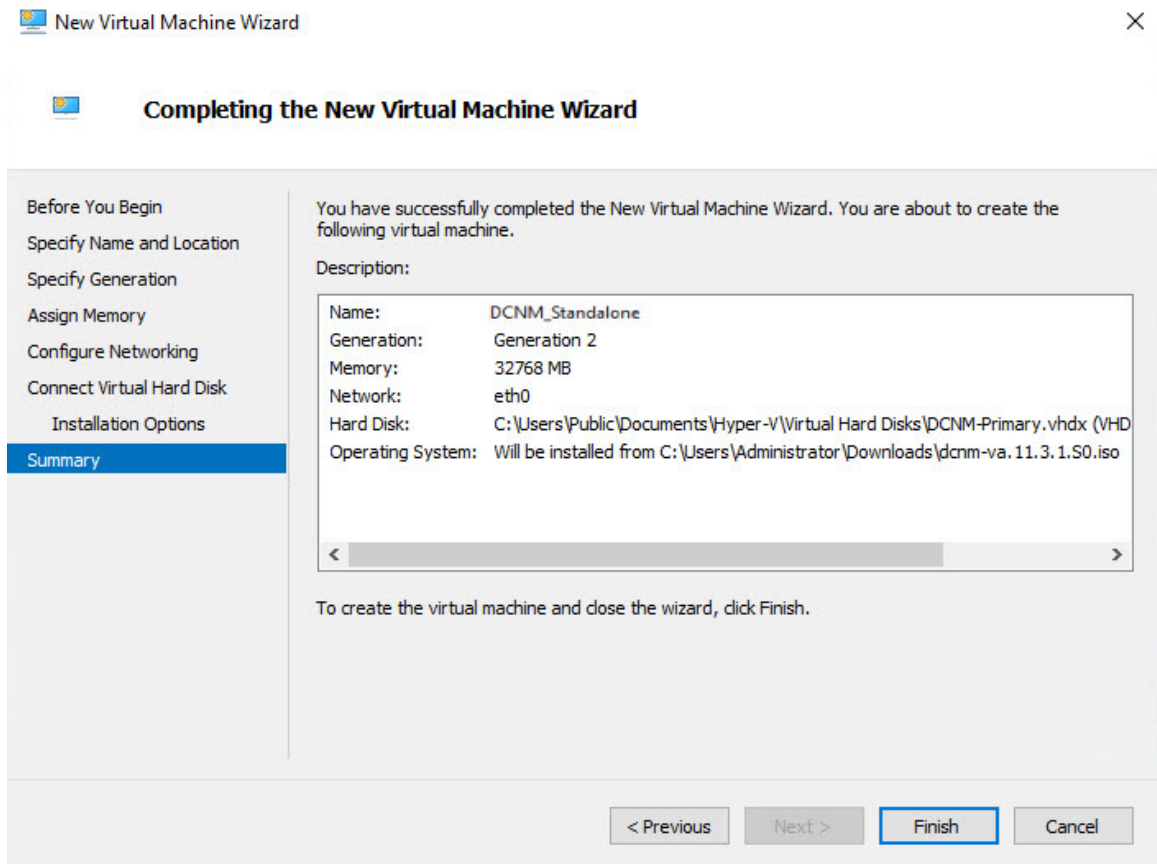 New Virtual Machine Wizard
Completing the New Virtual Machine Wizard
Before You Begin
Specify Name and Location
Specify Generation
Assign Memory
Configure Networking
Connect Virtual Hard Disk
Installation Options
Summary
You have successfully completed the New Virtual Machine Wizard. You are about to create the
following virtual machine.
Description:
Name: DCNM_Standalone
Generation: Generation 2
Memory: 32768 MB
Network: eth0
Hard Disk: C:\Users\Public\Documents\Hyper-V\Virtual Hard Disks\DCNM-Primary.vhdx (VHD
Operating System: Will be installed from C:\Users\Administrator\Downloads\dcnm-va.11.3.1.S0.iso
To create the virtual machine and close the wizard, click Finish.
< Previous Next > Finish Cancel